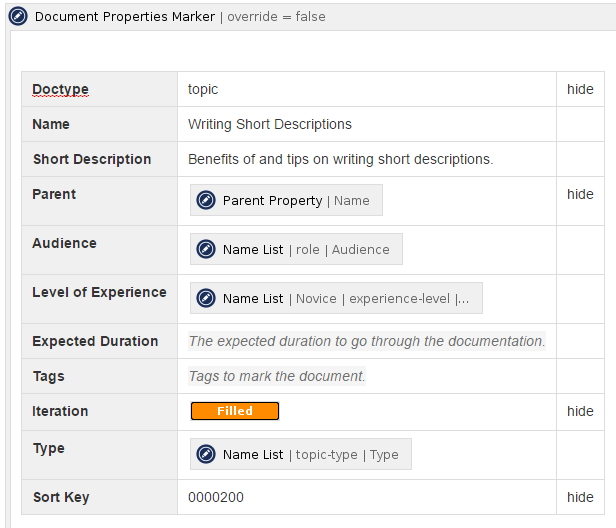 Document Properties Marker | override = false
Doctype topic hide
Name Writing Short Descriptions
Short Description Benefits of and tips on writing short descriptions.
Parent Parent Property | Name hide
Audience Name List | role | Audience
Level of Experience Name List | Novice | experience-level |...
Expected Duration The expected duration to go through the documentation.
Tags Tags to mark the document.
Iteration Filled hide
Type Name List | topic-type | Type
Sort Key 0000200 hide